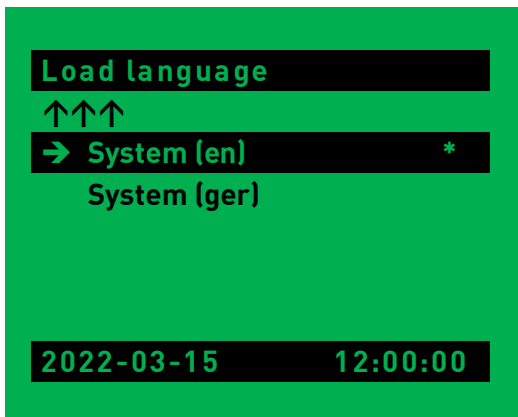 Load language
↑↑↑
→ System (en) *
System (ger)
2022-03-15 12:00:00